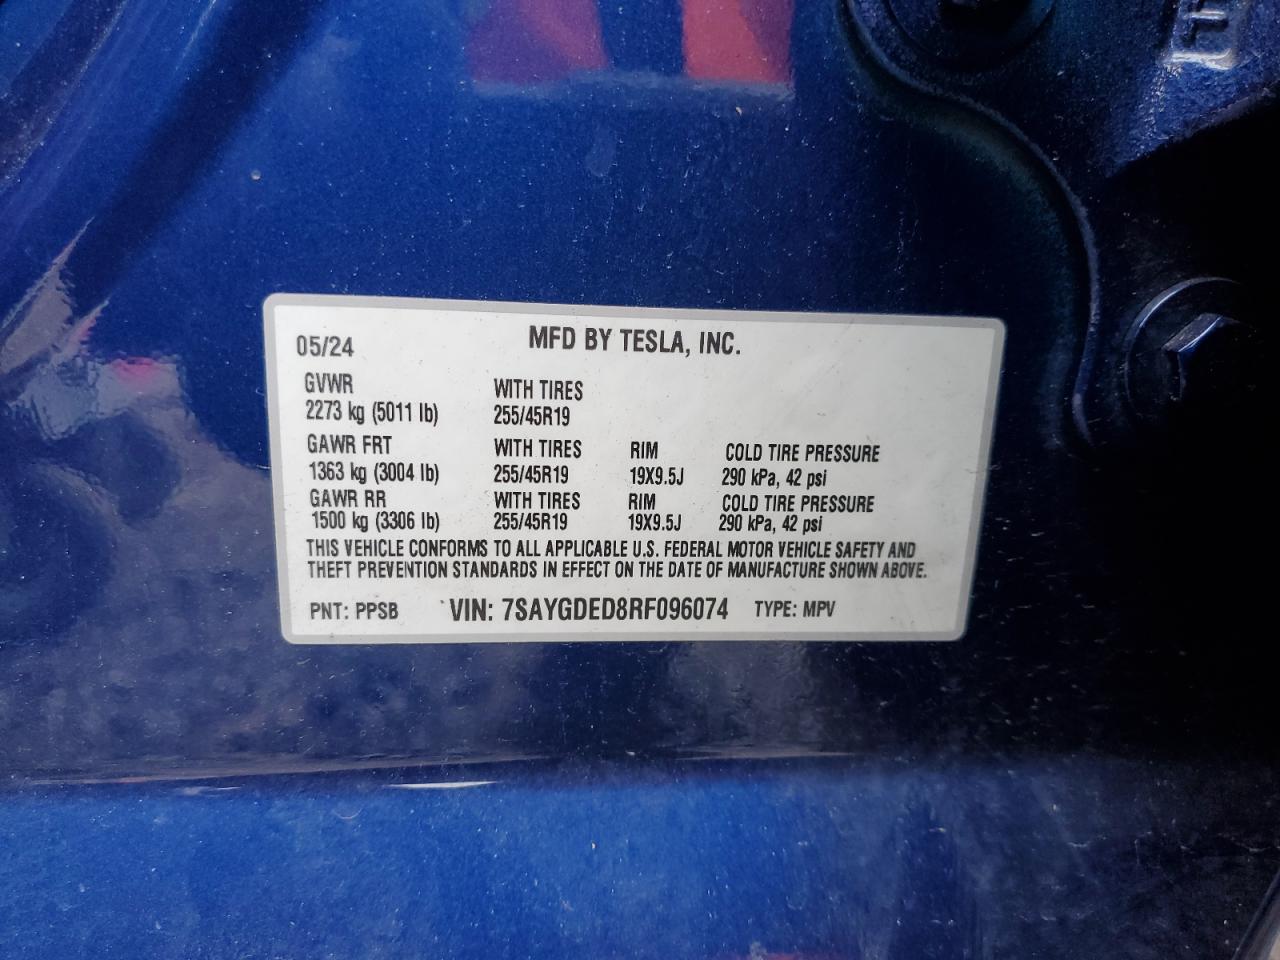 05/24 MFD BY TESLA, INC.
GVWR WITH TIRES
2273 kg (5011 lb) 255/45R19
GAWR FRT WITH TIRES RIM COLD TIRE PRESSURE
1363 kg (3004 lb) 255/45R19 19X9.5J 290 kPa, 42 psi
GAWR RR WITH TIRES RIM COLD TIRE PRESSURE
1500 kg (3306 lb) 255/45R19 19X9.5J 290 kPa, 42 psi
THIS VEHICLE CONFORMS TO ALL APPLICABLE U.S. FEDERAL MOTOR VEHICLE SAFETY AND
THEFT PREVENTION STANDARDS IN EFFECT ON THE DATE OF MANUFACTURE SHOWN ABOVE.
PNT: PPSB VIN: 7SAYGDED8RF096074 TYPE: MPV